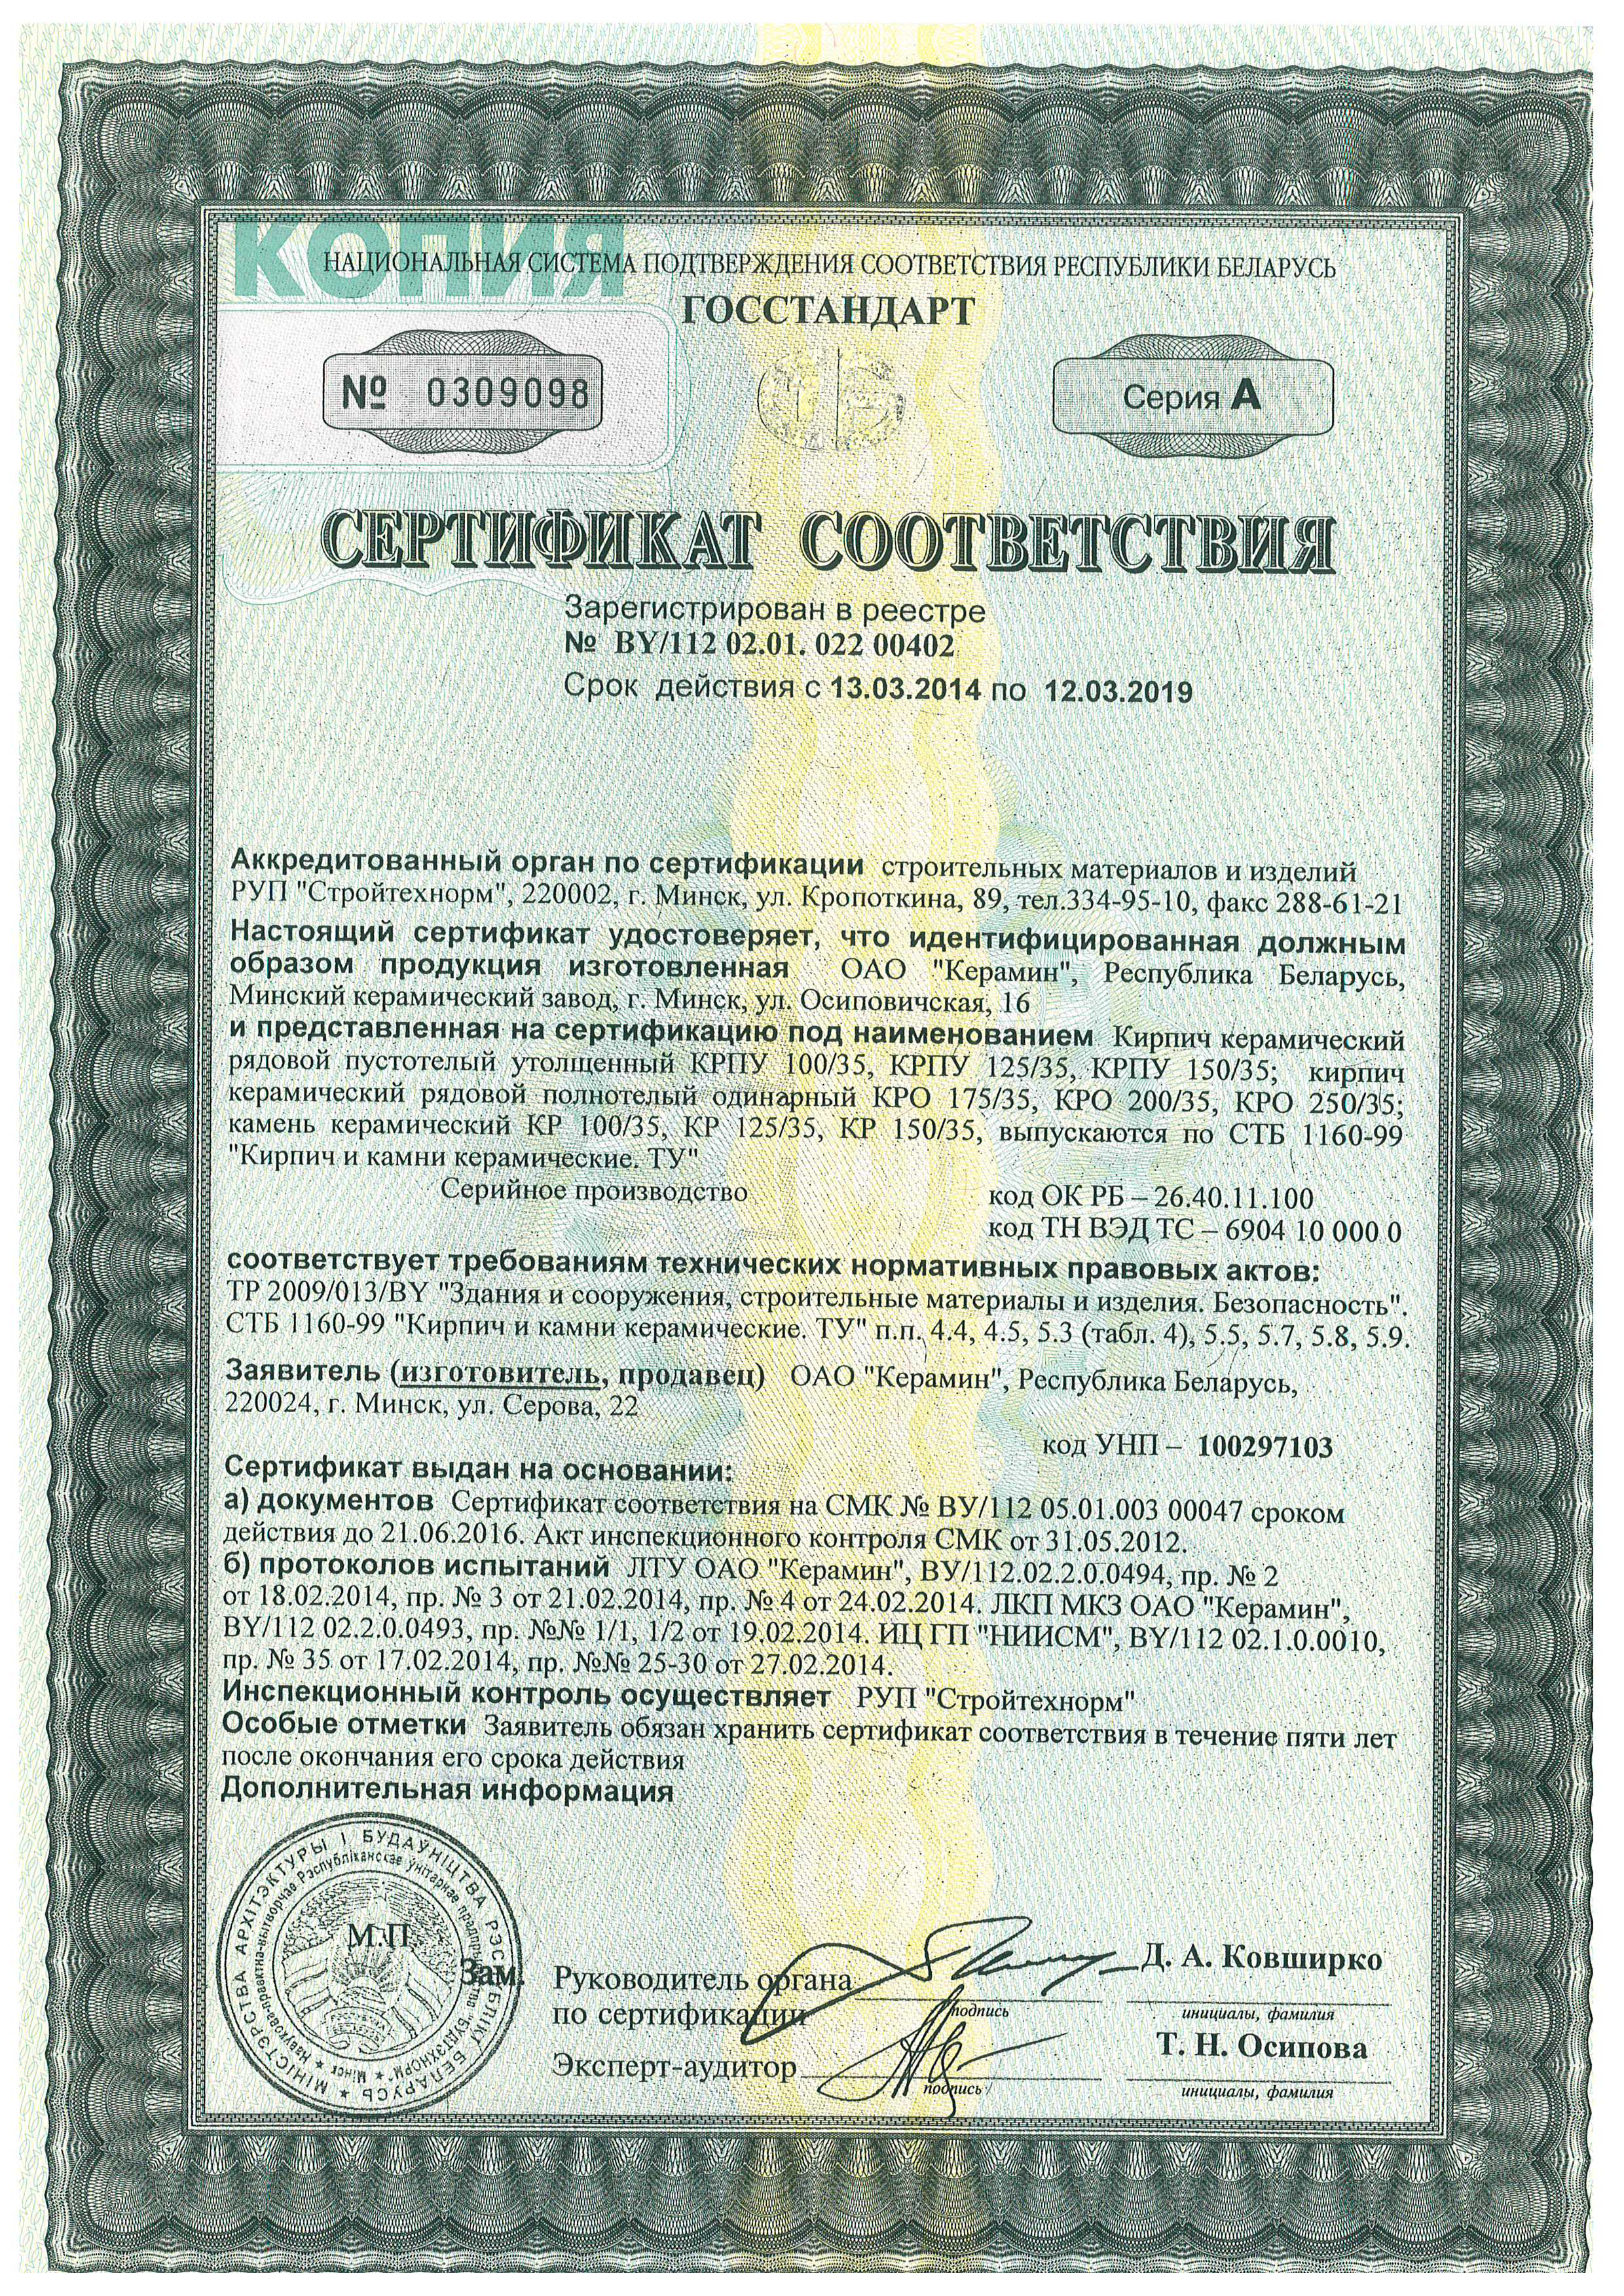 КОПИЯ
НАЦИОНАЛЬНАЯ СИСТЕМА ПОДТВЕРЖДЕНИЯ СООТВЕТСТВИЯ РЕСПУБЛИКИ БЕЛАРУСЬ
ГОССТАНДАРТ
№ 0309098
Серия А
СЕРТИФИКАТ СООТВЕТСТВИЯ
Зарегистрирован в реестре
№ BY/112 02.01. 022 00402
Срок действия с 13.03.2014 по 12.03.2019
Аккредитованный орган по сертификации строительных материалов и изделий
РУП "Стройтехнорм", 220002, г. Минск, ул. Кропоткина, 89, тел.334-95-10, факс 288-61-21
Настоящий сертификат удостоверяет, что идентифицированная должным
образом продукция изготовленная ОАО "Керамин", Республика Беларусь,
Минский керамический завод, г. Минск, ул. Осиповичская, 16
и представленная на сертификацию под наименованием Кирпич керамический
рядовой пустотелый утолщенный КРПУ 100/35, КРПУ 125/35, КРПУ 150/35; кирпич
керамический рядовой полнотелый одинарный КРО 175/35, КРО 200/35, КРО 250/35;
камень керамический КР 100/35, КР 125/35, КР 150/35, выпускаются по СТБ 1160-99
"Кирпич и камни керамические. ТУ"
Серийное производство
код ОК РБ – 26.40.11.100
код ТН ВЭД ТС – 6904 10 000 0
соответствует требованиям технических нормативных правовых актов:
ТР 2009/013/BY "Здания и сооружения, строительные материалы и изделия. Безопасность".
СТБ 1160-99 "Кирпич и камни керамические. ТУ" п.п. 4.4, 4.5, 5.3 (табл. 4), 5.5, 5.7, 5.8, 5.9.
Заявитель (изготовитель, продавец) ОАО "Керамин", Республика Беларусь,
220024, г. Минск, ул. Серова, 22
код УНП – 100297103
Сертификат выдан на основании:
а) документов Сертификат соответствия на СМК № BY/112 05.01.003 00047 сроком
действия до 21.06.2016. Акт инспекционного контроля СМК от 31.05.2012.
б) протоколов испытаний ЛТУ ОАО "Керамин", BY/112.02.2.0.0494, пр. № 2
от 18.02.2014, пр. № 3 от 21.02.2014, пр. № 4 от 24.02.2014. ЛКП МКЗ ОАО "Керамин",
BY/112 02.2.0.0493, пр. №№ 1/1, 1/2 от 19.02.2014. ИЦ ГП "НИИСМ", BY/112 02.1.0.0010,
пр. № 35 от 17.02.2014, пр. №№ 25-30 от 27.02.2014.
Инспекционный контроль осуществляет РУП "Стройтехнорм"
Особые отметки Заявитель обязан хранить сертификат соответствия в течение пяти лет
после окончания его срока действия
Дополнительная информация
МІНІСТЭРСТВА АРХІТЭКТУРЫ І БУДАЎНІЦТВА РЭСПУБЛІКІ БЕЛАРУСЬ
Навукова-практычна-вытворчае Рэспубліканскае ўнітарнае прадпрыемства "БУДТЭХНОРМ" ★ Мінск ★
М.П.
Зам. Руководитель органа
по сертификации
подпись
Д. А. Ковширко
инициалы, фамилия
Эксперт-аудитор
подпись
Т. Н. Осипова
инициалы, фамилия